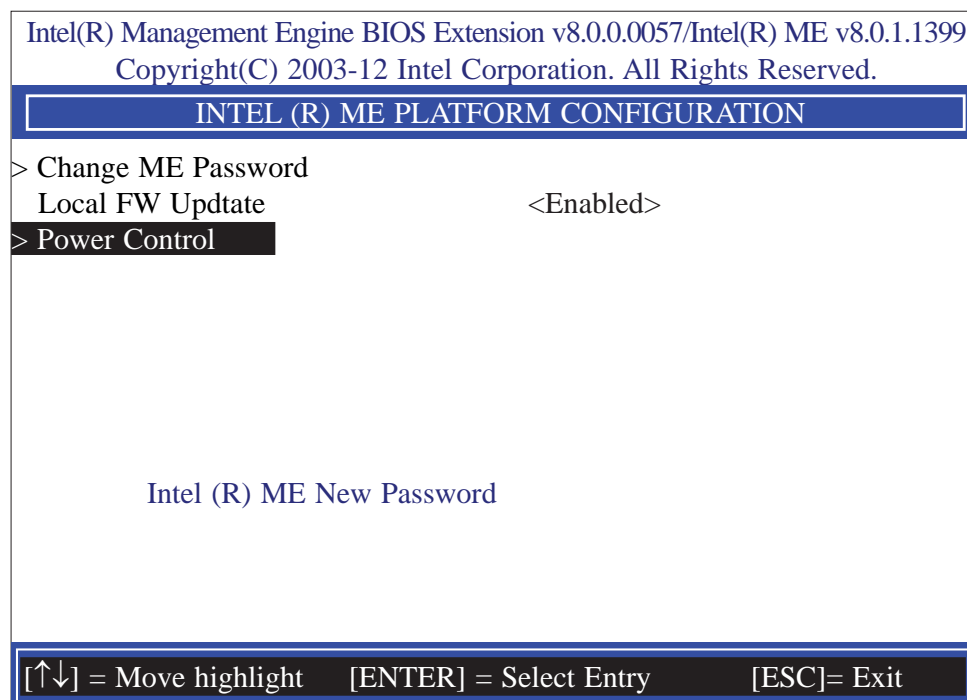 Intel(R) Management Engine BIOS Extension v8.0.0.0057/Intel(R) ME v8.0.1.1399
Copyright(C) 2003-12 Intel Corporation. All Rights Reserved.
INTEL (R) ME PLATFORM CONFIGURATION
> Change ME Password
Local FW Updtate <Enabled>
> Power Control
Intel (R) ME New Password
[↑↓] = Move highlight [ENTER] = Select Entry [ESC]= Exit